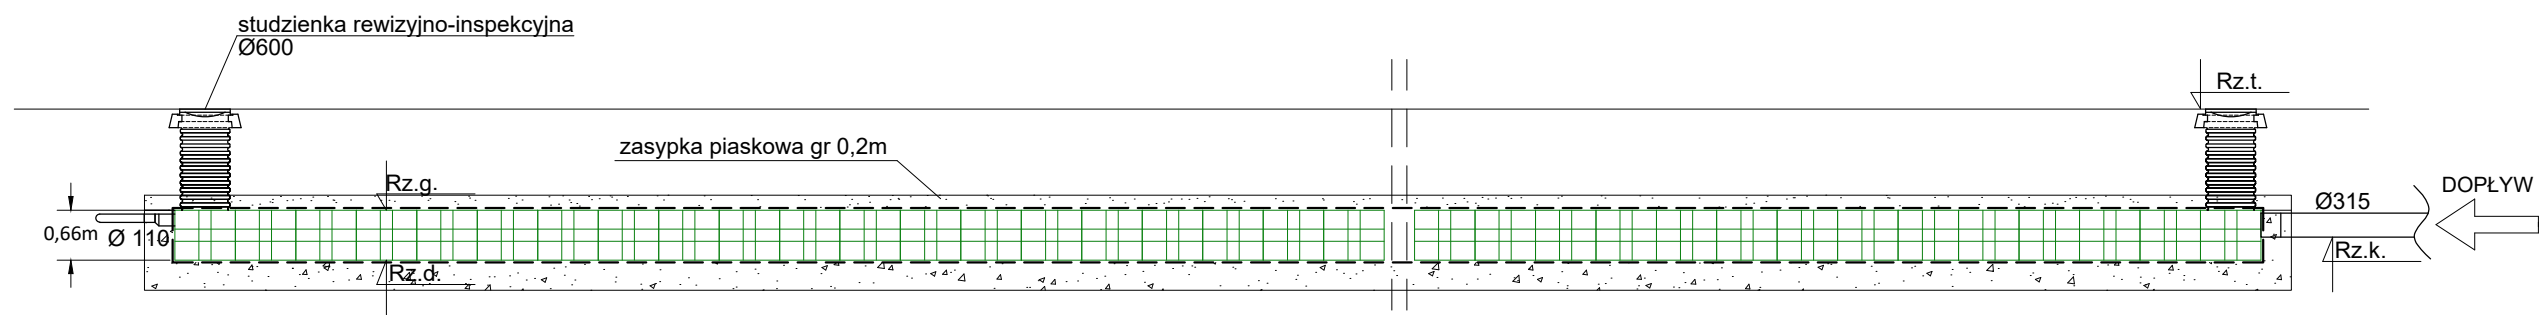 studzienka rewizyjno-inspekcyjna
Ø600
Rz.t.
zasypka piaskowa gr 0,2m
Rz.g.
DOPŁYW
Ø315
0,66m
Ø 110
Rz.k.
Rz.d.